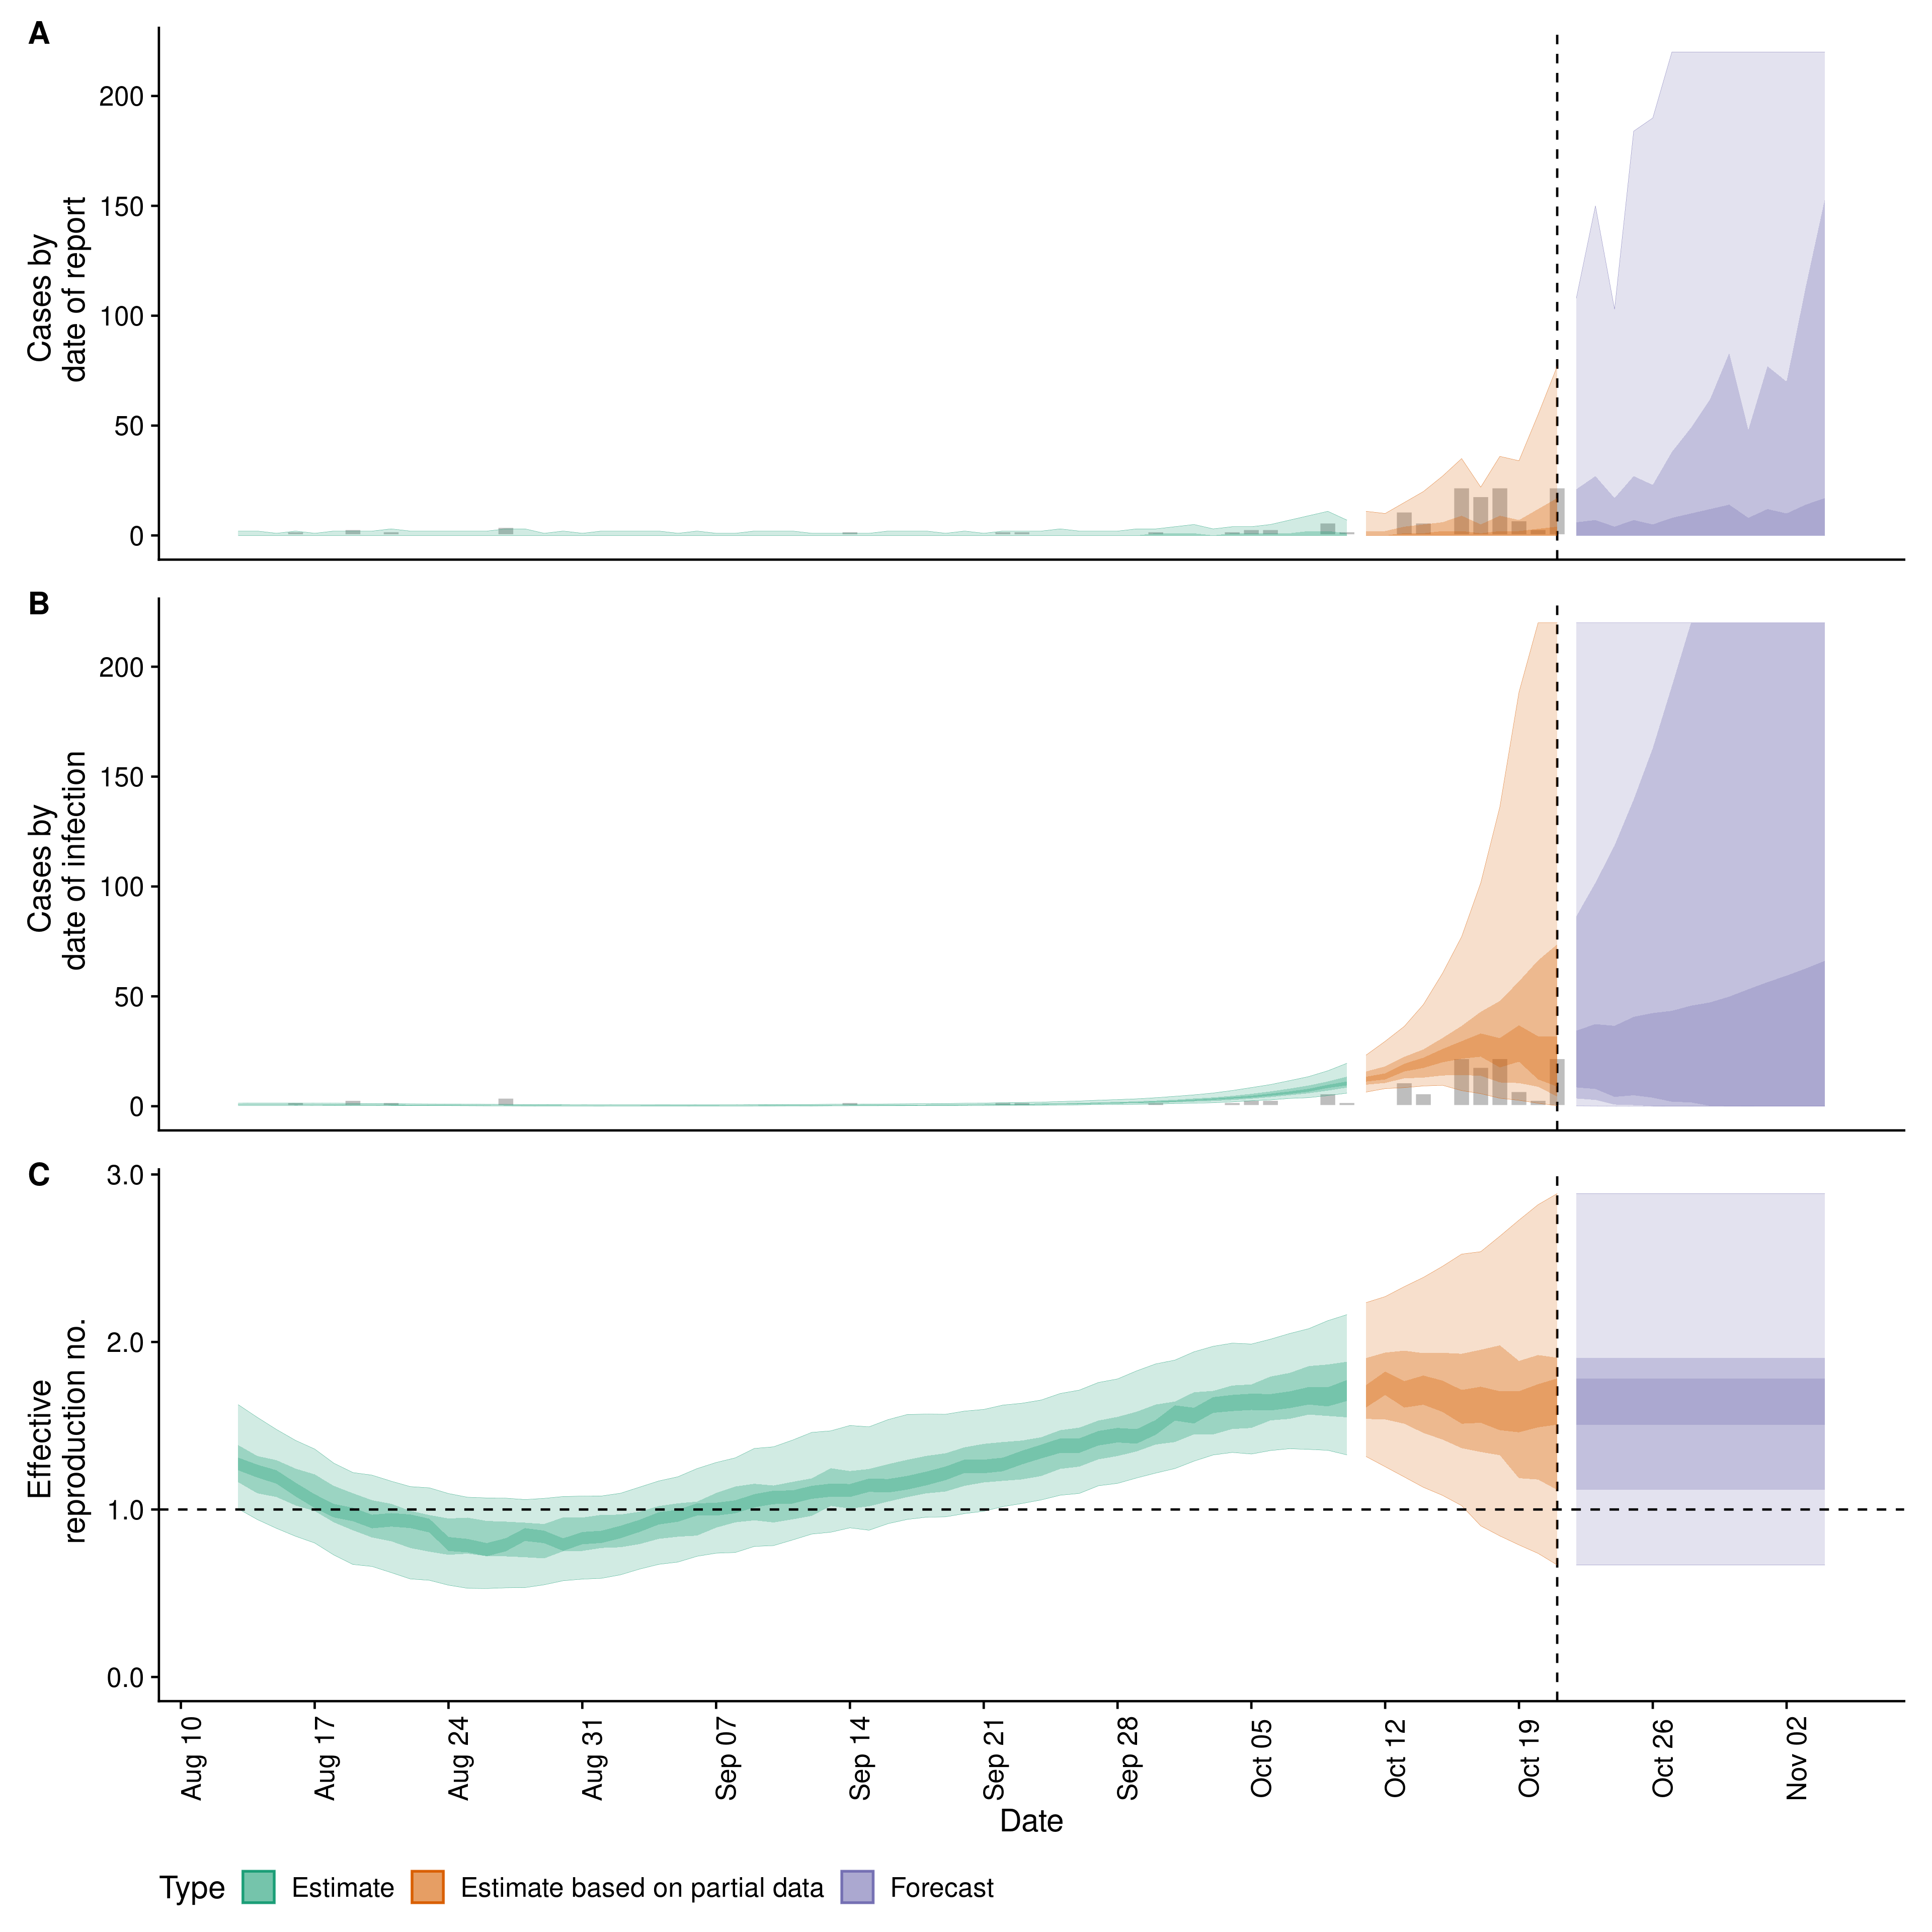 A
Cases by
date of report
200
150
100
50
0
B
Cases by
date of infection
200
150
100
50
0
C
Effective
reproduction no.
3.0
2.0
1.0
0.0
Aug 10
Aug 17
Aug 24
Aug 31
Sep 07
Sep 14
Sep 21
Sep 28
Oct 05
Oct 12
Oct 19
Oct 26
Nov 02
Date
Type Estimate Estimate based on partial data Forecast